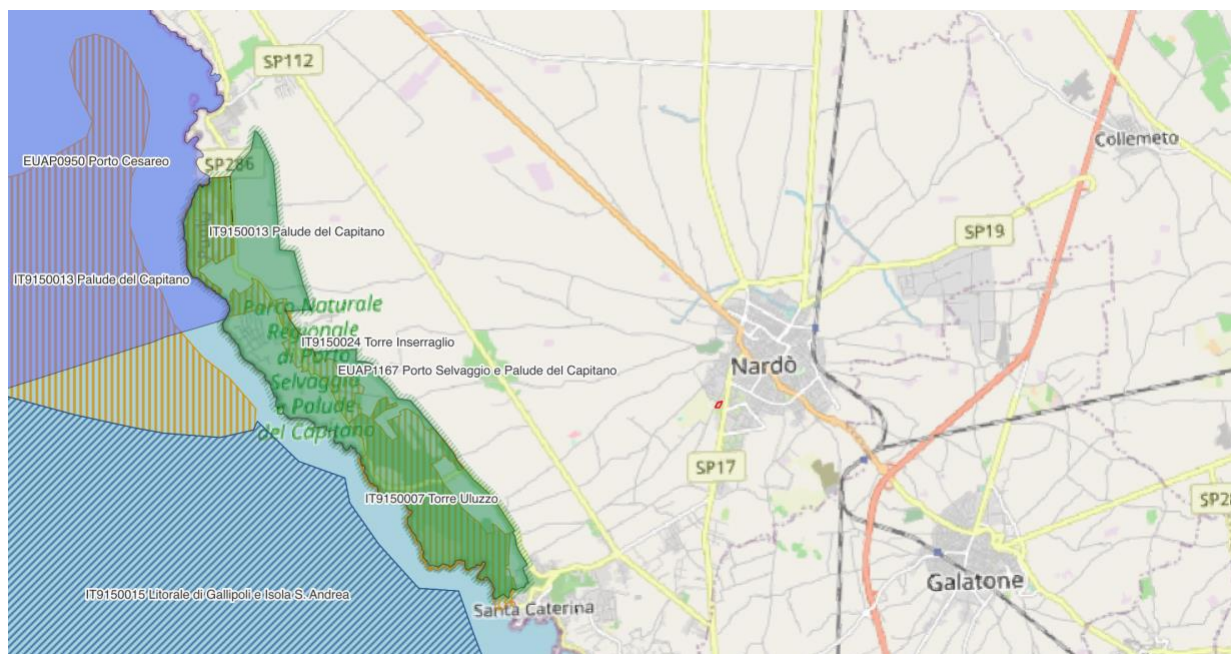 SP112
EUAP0950 Porto Cesareo
SP286
Collemeto
IT9150013 Palude del Capitano
SP19
IT9150013 Palude del Capitano
Parco Naturale
Regionale
di Porto
Selvaggio
e Palude
del Capitano
IT9150024 Torre Inserraglio
EUAP1167 Porto Selvaggio e Palude del Capitano
Nardò
SP17
IT9150007 Torre Uluzzo
Galatone
IT9150015 Litorale di Gallipoli e Isola S. Andrea
Santa Caterina